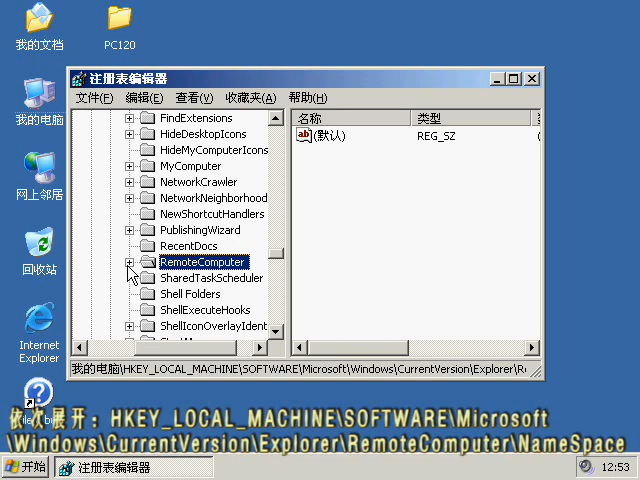 我的文档
PC120
我的电脑
网上邻居
回收站
Internet
Explorer
注册表编辑器
文件(F) 编辑(E) 查看(V) 收藏夹(A) 帮助(H)
FindExtensions
HideDesktopIcons
HideMyComputerIcons
MyComputer
NetworkCrawler
NetworkNeighborhood
NewShortcutHandlers
PublishingWizard
RecentDocs
RemoteComputer
SharedTaskScheduler
Shell Folders
ShellExecuteHooks
ShellIconOverlayIdent
名称 类型
ab (默认) REG_SZ
我的电脑\HKEY_LOCAL_MACHINE\SOFTWARE\Microsoft\Windows\CurrentVersion\Explorer\Re
依次展开：HKEY_LOCAL_MACHINE\SOFTWARE\Microsoft
\Windows\CurrentVersion\Explorer\RemoteComputer\NameSpace
开始 注册表编辑器 12:53